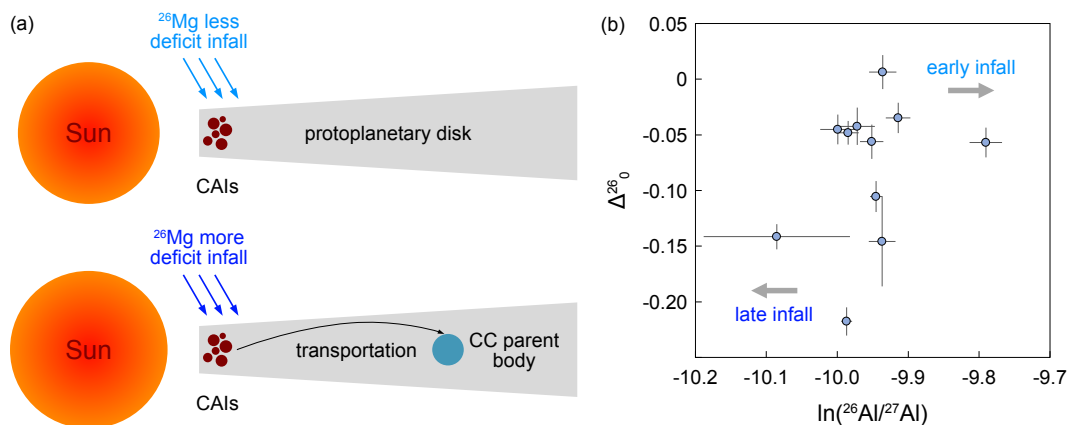 (a)
²⁶Mg less
deficit infall
Sun
protoplanetary disk
CAIs
²⁶Mg more
deficit infall
Sun
transportation
CC parent
body
CAIs
(b)
0.05
0
-0.05
-0.10
-0.15
-0.20
Δ²⁶₀
early infall
late infall
-10.2
-10.1
-10.0
-9.9
-9.8
-9.7
ln(²⁶Al/²⁷Al)